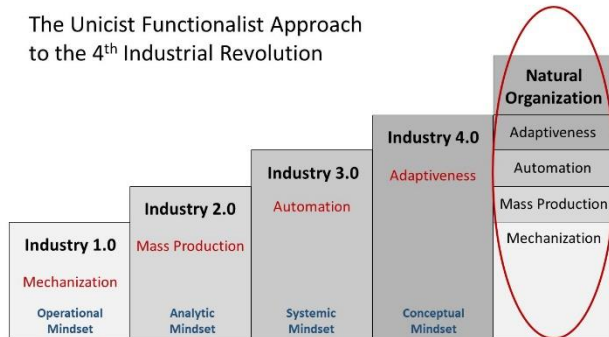 The Unicist Functionalist Approach
to the 4th Industrial Revolution
Industry 1.0
Mechanization
Operational
Mindset
Industry 2.0
Mass Production
Analytic
Mindset
Industry 3.0
Automation
Systemic
Mindset
Industry 4.0
Adaptiveness
Conceptual
Mindset
Natural
Organization
Adaptiveness
Automation
Mass Production
Mechanization